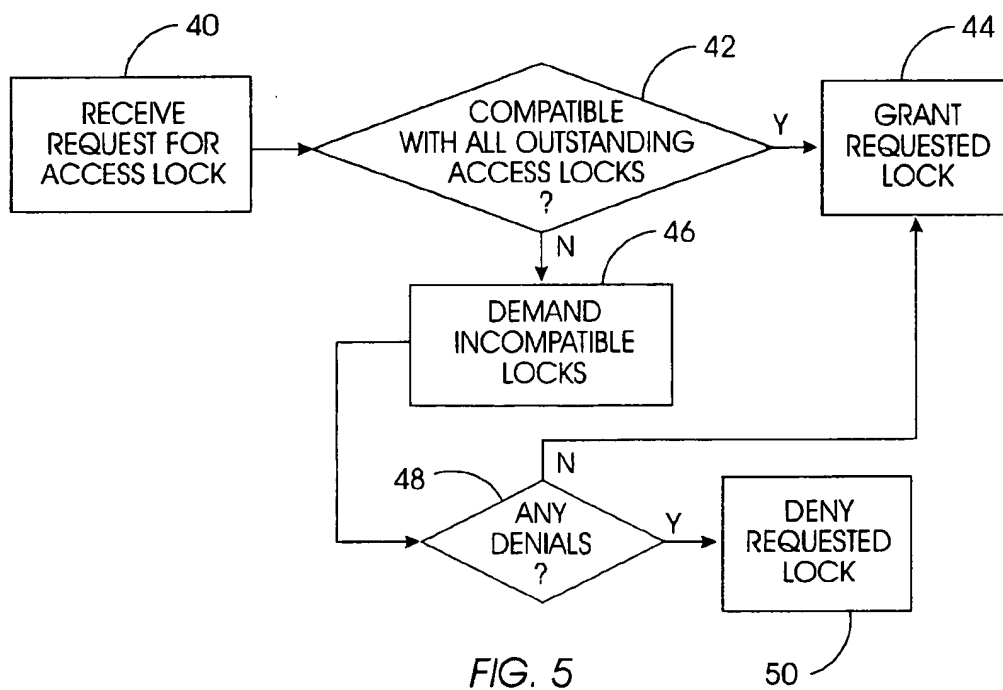 40
RECEIVE
REQUEST FOR
ACCESS LOCK
42
COMPATIBLE
WITH ALL OUTSTANDING
ACCESS LOCKS
?
Y
N
44
GRANT
REQUESTED
LOCK
46
DEMAND
INCOMPATIBLE
LOCKS
48
ANY
DENIALS
?
N
Y
DENY
REQUESTED
LOCK
50
FIG. 5